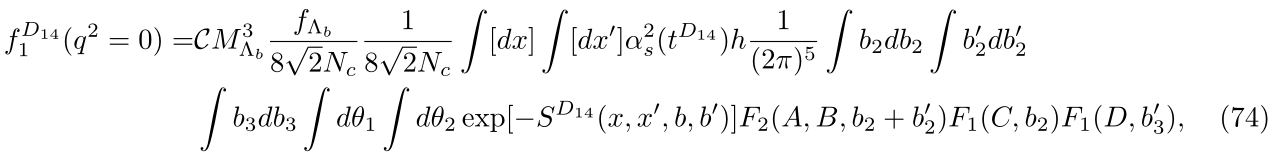 $f_1^{D_{14}}(q^2=0) = \mathcal{C}M_{\Lambda_b}^3 \frac{f_{\Lambda_b}}{8\sqrt{2}N_c} \frac{1}{8\sqrt{2}N_c} \int [dx] \int [dx'] \alpha_s^2(t^{D_{14}}) h \frac{1}{(2\pi)^5} \int b_2 db_2 \int b_2' db_2'$
$\int b_3 db_3 \int d\theta_1 \int d\theta_2 \exp[-S^{D_{14}}(x,x',b,b')] F_2(A,B,b_2+b_2') F_1(C,b_2) F_1(D,b_3'), \quad (74)$